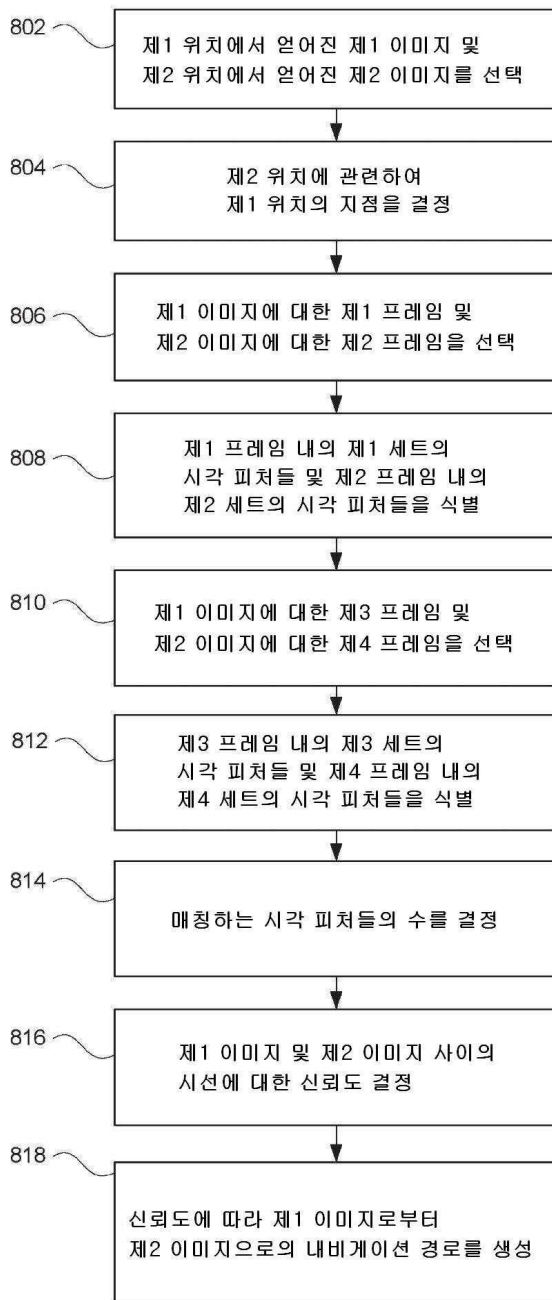 802
제1 위치에서 얻어진 제1 이미지 및
제2 위치에서 얻어진 제2 이미지를 선택
804
제2 위치에 관련하여
제1 위치의 지점을 결정
806
제1 이미지에 대한 제1 프레임 및
제2 이미지에 대한 제2 프레임을 선택
808
제1 프레임 내의 제1 세트의
시각 피처들 및 제2 프레임 내의
제2 세트의 시각 피처들을 식별
810
제1 이미지에 대한 제3 프레임 및
제2 이미지에 대한 제4 프레임을 선택
812
제3 프레임 내의 제3 세트의
시각 피처들 및 제4 프레임 내의
제4 세트의 시각 피처들을 식별
814
매칭하는 시각 피처들의 수를 결정
816
제1 이미지 및 제2 이미지 사이의
시선에 대한 신뢰도 결정
818
신뢰도에 따라 제1 이미지로부터
제2 이미지으로의 내비게이션 경로를 생성